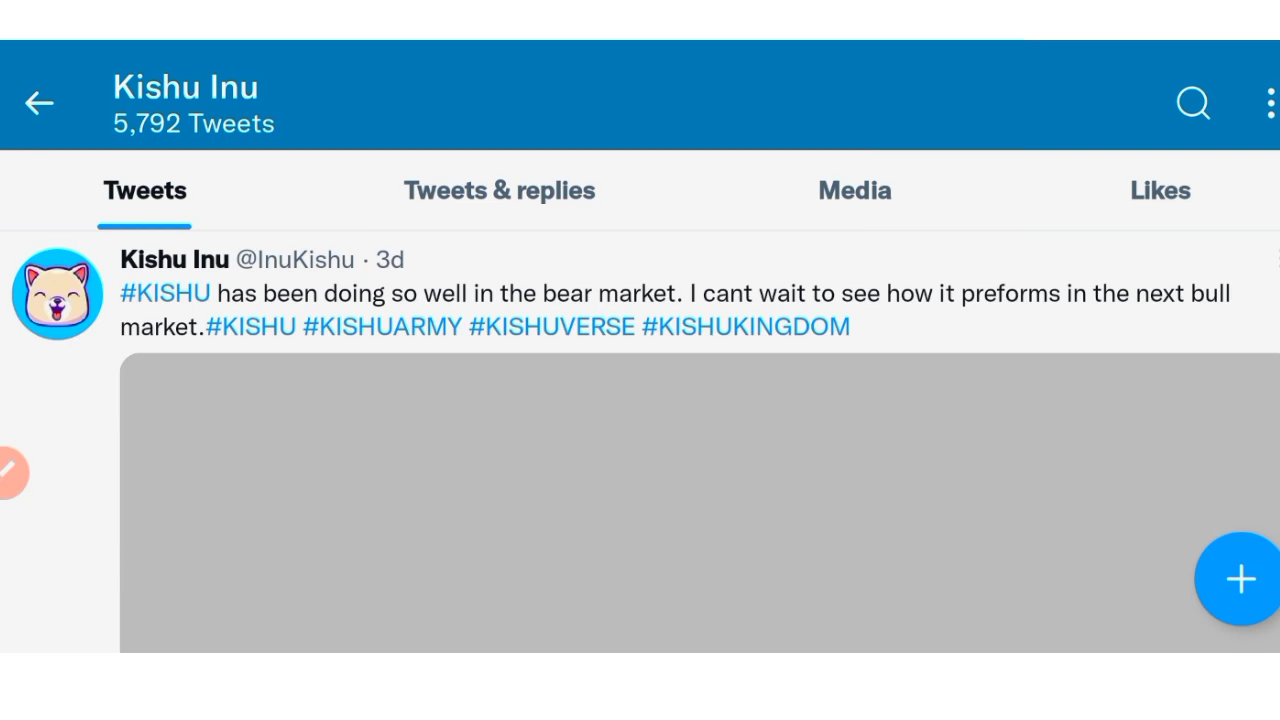 Kishu Inu
5,792 Tweets
Tweets Tweets & replies Media Likes
Kishu Inu @InuKishu · 3d
#KISHU has been doing so well in the bear market. I cant wait to see how it preforms in the next bull
market.#KISHU #KISHUARMY #KISHUVERSE #KISHUKINGDOM